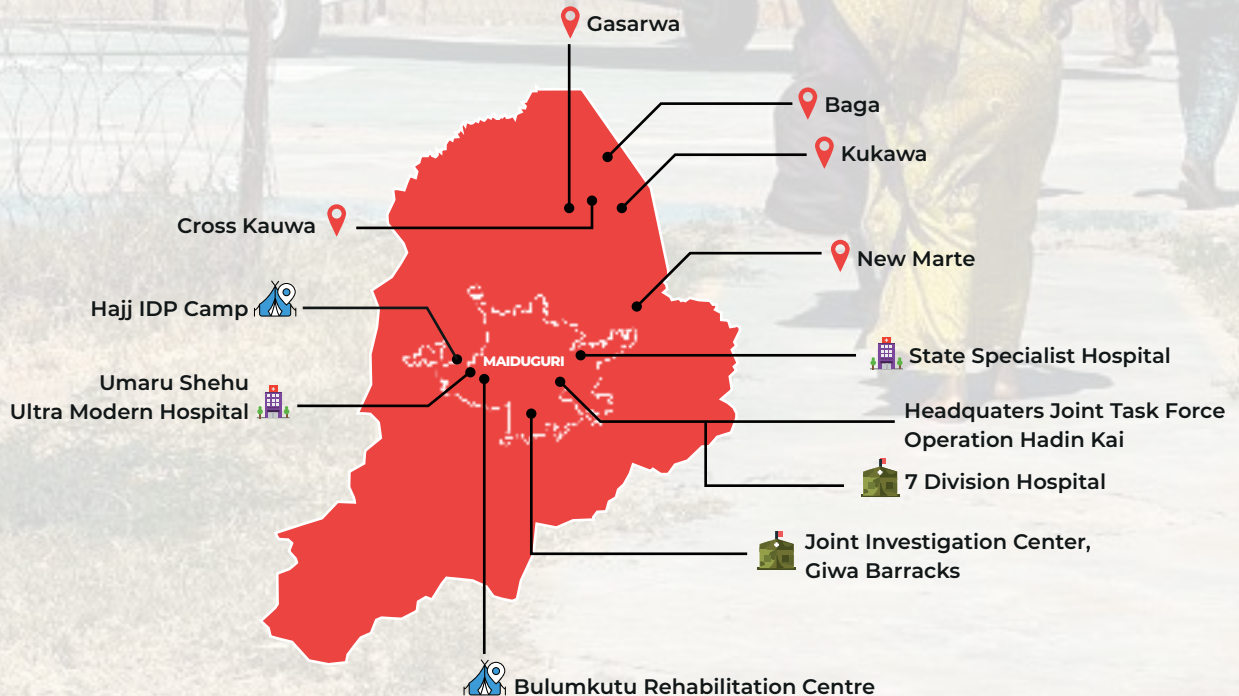 Gasarwa
Baga
Kukawa
Cross Kauwa
New Marte
Hajj IDP Camp
MAIDUGURI
State Specialist Hospital
Umaru Shehu
Ultra Modern Hospital
Headquaters Joint Task Force
Operation Hadin Kai
7 Division Hospital
Joint Investigation Center,
Giwa Barracks
Bulumkutu Rehabilitation Centre